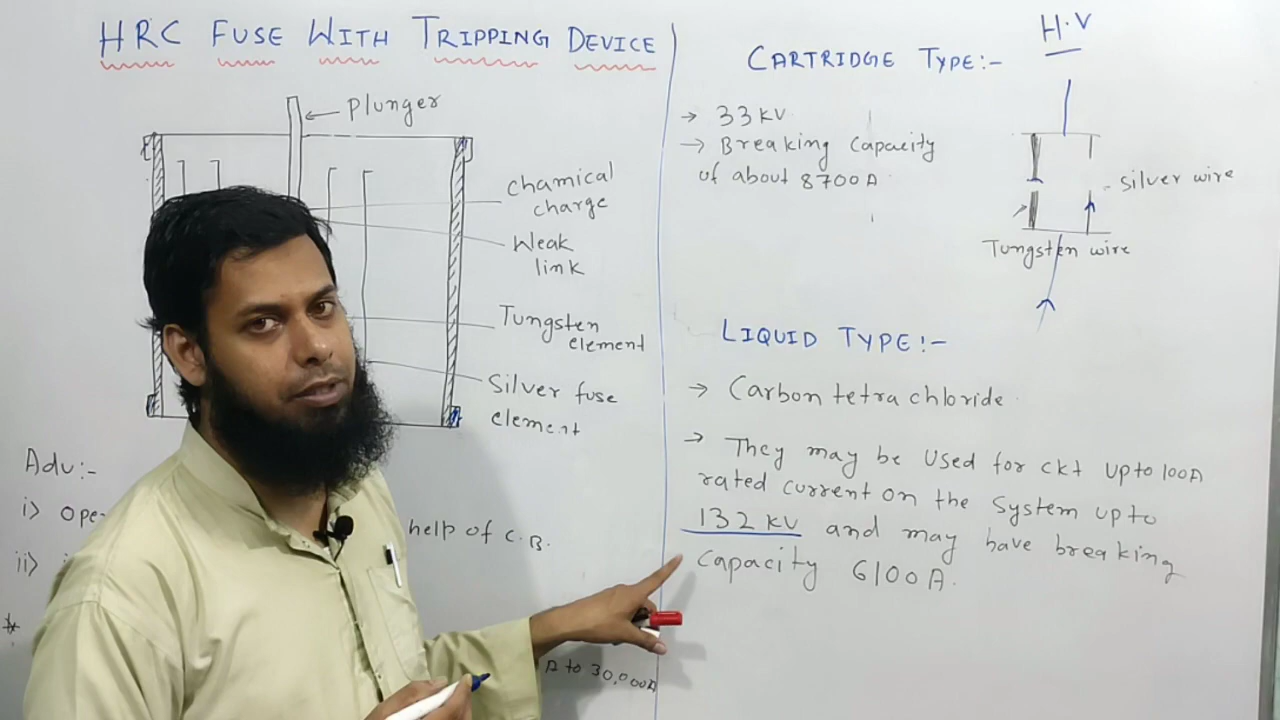 HRC FUSE WITH TRIPPING DEVICE
Plunger
chamical
charge
Weak
link
Tungsten
element
Silver fuse
element
Adv:-
i) ope
help of C.B.
ii)
*
A to 30,000A
H.V
CARTRIDGE TYPE:-
→ 33 KV
→ Breaking Capacity
of about 8700A
Silver wire
Tungsten wire
LIQUID TYPE:-
→ Carbon tetra chloride
→ They may be used for ckt upto 100A
rated current on the system upto
132 KV and may have breaking
capacity 6100A.